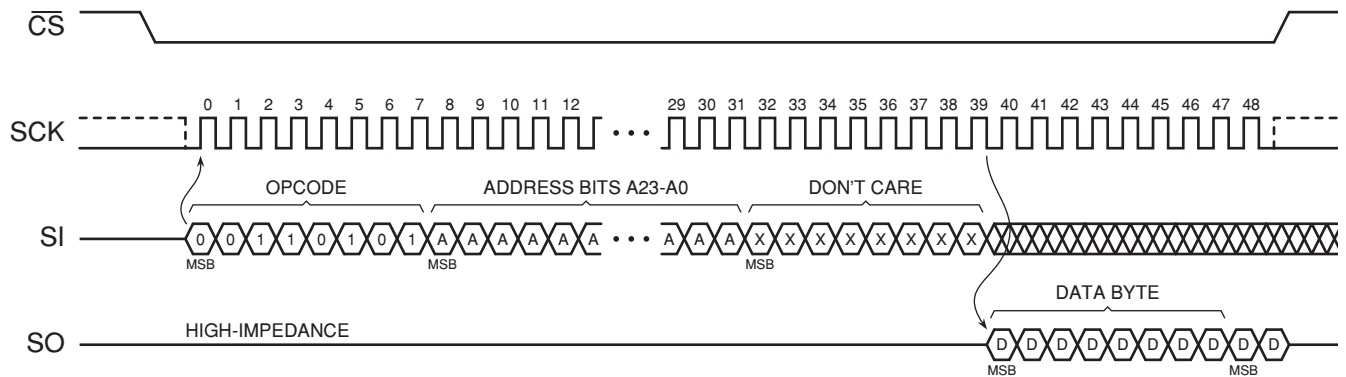 C̅S̅
0 1 2 3 4 5 6 7 8 9 10 11 12 29 30 31 32 33 34 35 36 37 38 39 40 41 42 43 44 45 46 47 48
SCK • • •
OPCODE ADDRESS BITS A23-A0 DON'T CARE
SI 0 0 1 1 0 1 0 1 A A A A A A • • • A A A X X X X X X X X
MSB MSB MSB
DATA BYTE
HIGH-IMPEDANCE
SO D D D D D D D D D D
MSB MSB